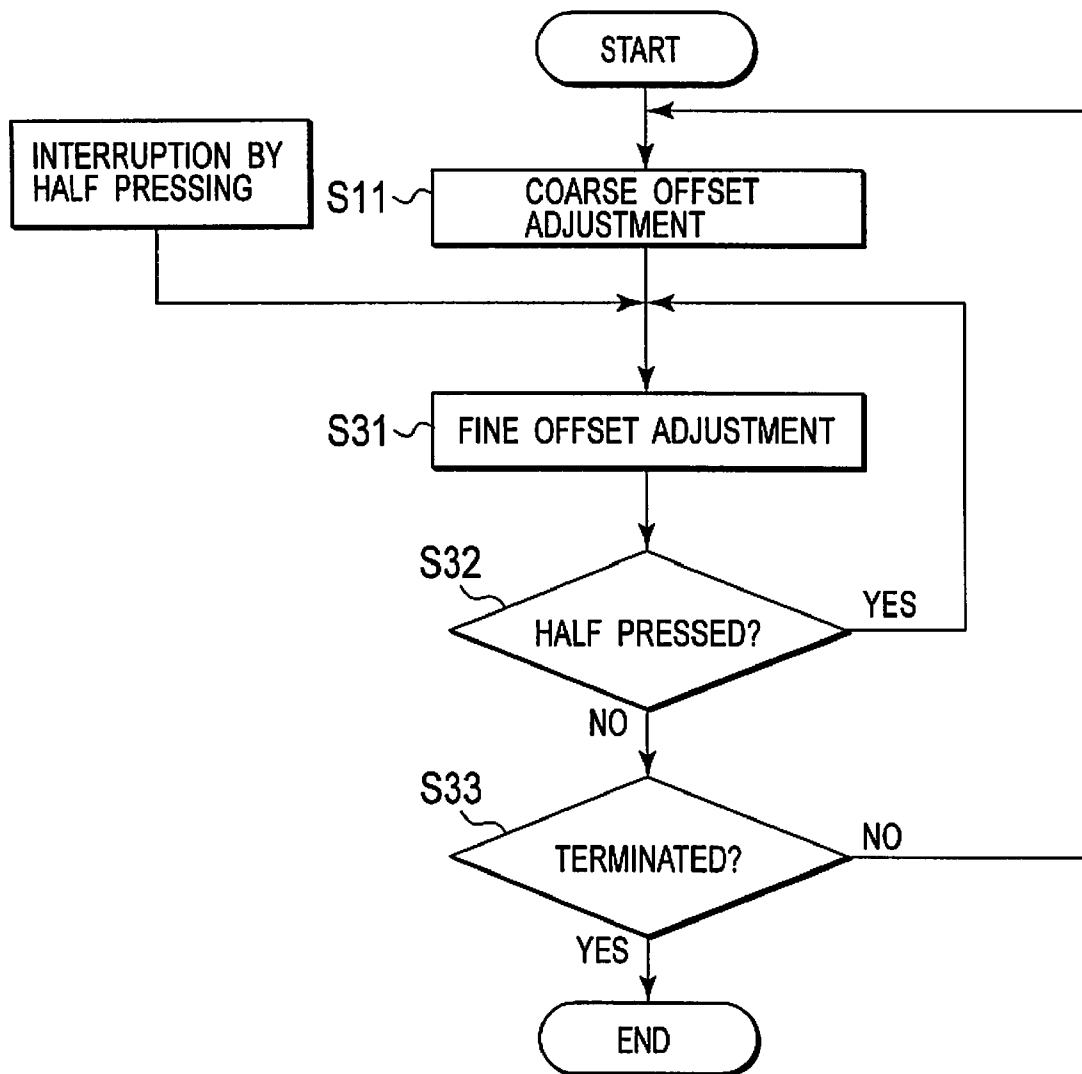 START
INTERRUPTION BY
HALF PRESSING
S11
COARSE OFFSET
ADJUSTMENT
S31
FINE OFFSET ADJUSTMENT
S32
HALF PRESSED?
YES
NO
S33
TERMINATED?
NO
YES
END